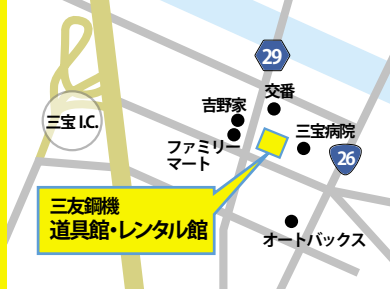 29
交番
吉野家
三宝 I.C.
三宝病院
ファミリー
マート
26
三友鋼機
道具館・レンタル館
オートバックス